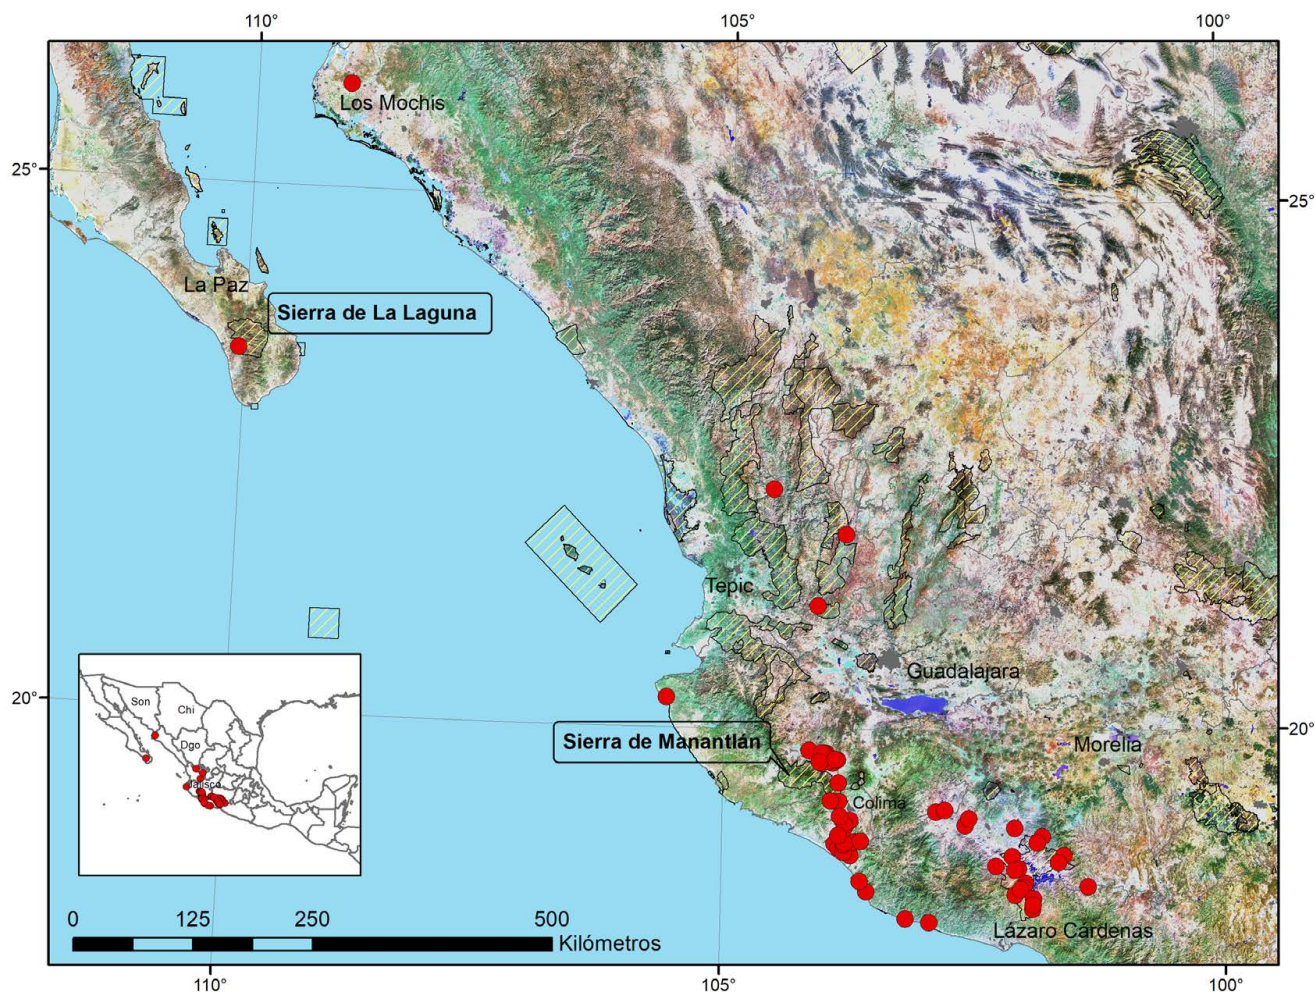 110°
105°
100°
Los Mochis
25°
25°
La Paz
Sierra de La Laguna
Tepic
Guadalajara
20°
Sierra de Manantlán
Morelia
20°
Colima
Son
Chi
Dgo
Jalisco
Lázaro Cardenas
0
125
250
500
Kilómetros
110°
105°
100°